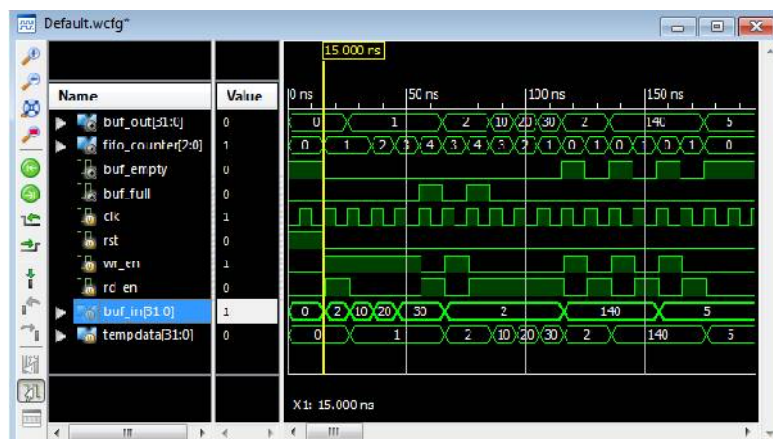 Default.wcfg*
15 000 ns
Name Value 0 ns 50 ns 100 ns 150 ns
buf_out[31:0] 0 0 1 2 10 20 30 2 140 5
fifo_counter[2:0] 1 0 1 2 3 4 3 4 3 2 1 0 1 0 1 0 1 0
buf_empty 0
buf_full 0
clk 1
rst 0
wr_en 1
rd_en 0
buf_in[31:0] 1 0 2 10 20 30 2 140 5
tempdata[31:0] 0 0 1 2 10 20 30 2 140 5
X1: 15.000 ns